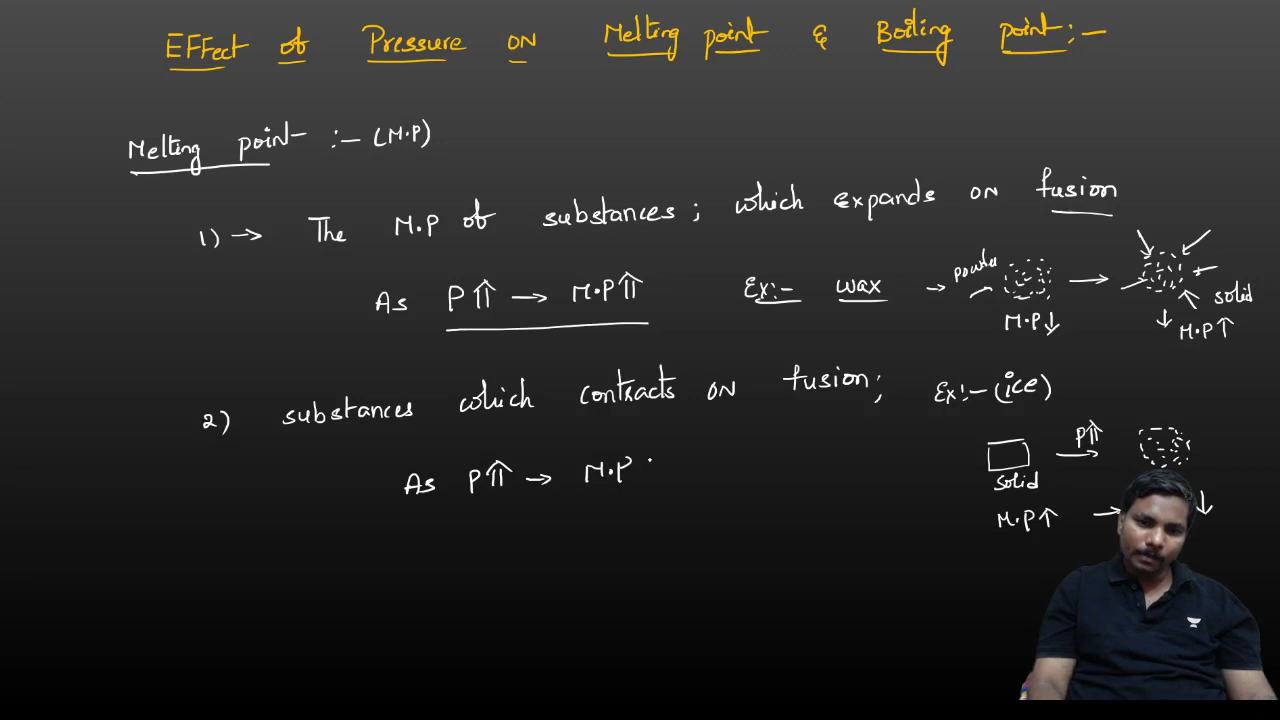 Effect of Pressure on Melting point & Boiling point :-
Melting point :- (M.P)
1) → The M.P of substances ; which expands on fusion
As P⇑ → M.P⇑ Ex:- wax → powder → solid
M.P↓ ↓ M.P↑
2) substances which contracts on fusion; Ex:- (ice)
As P⇑ → M.P
solid P⇑ →
M.P↑ → ↓